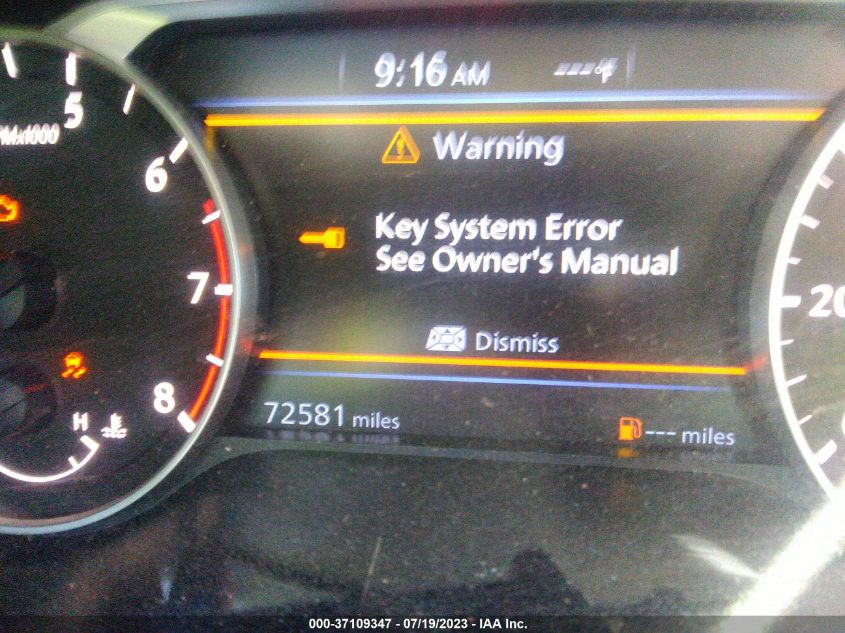 9:16 AM
5
6
7
8
H
Warning
Key System Error
See Owner's Manual
Dismiss
72581 miles
--- miles
20
000-37109347 / 07/19/2023 - IAA Inc.